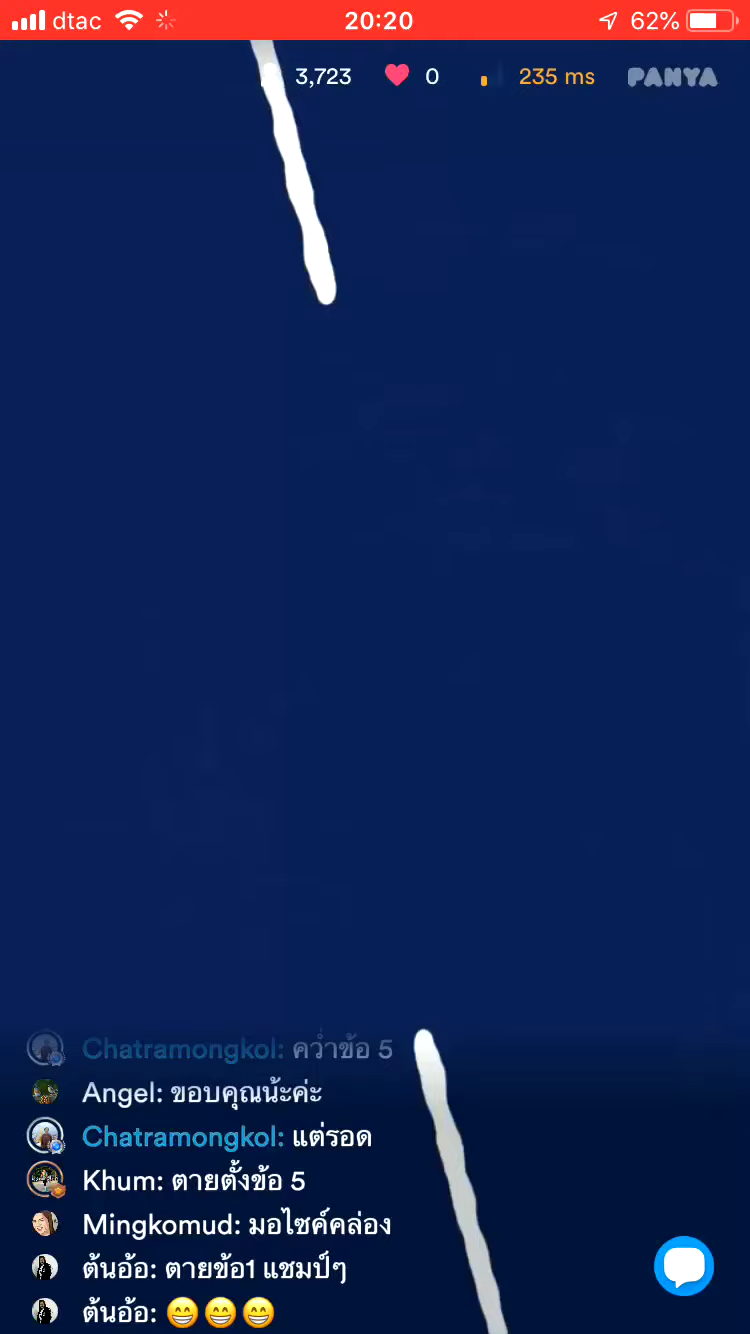 dtac 20:20 62%
3,723 0 235 ms PANYA
Chatramongkol: คว่ำข้อ 5
Angel: ขอบคุณน้ะค่ะ
Chatramongkol: แต่รอด
Khum: ตายตั้งข้อ 5
Mingkomud: มอไซค์คล่อง
ต้นอ้อ: ตายข้อ1 แชมป์ๆ
ต้นอ้อ: 😁😁😁